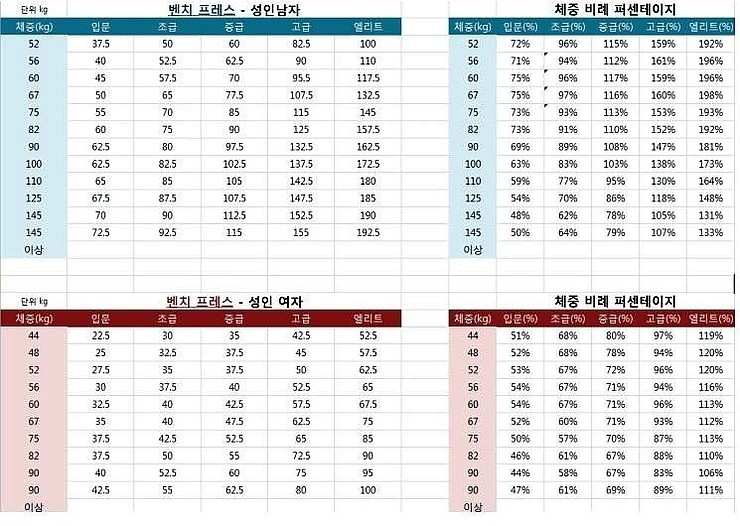 단위 kg 벤치 프레스 - 성인남자 체중 비례 퍼센테이지
체중(kg) 입문 초급 중급 고급 엘리트 체중(kg) 입문(%) 초급(%) 중급(%) 고급(%) 엘리트(%)
52 37.5 50 60 82.5 100 52 72% 96% 115% 159% 192%
56 40 52.5 62.5 90 110 56 71% 94% 112% 161% 196%
60 45 57.5 70 95.5 117.5 60 75% 96% 117% 159% 196%
67 50 65 77.5 107.5 132.5 67 75% 97% 116% 160% 198%
75 55 70 85 115 145 75 73% 93% 113% 153% 193%
82 60 75 90 125 157.5 82 73% 91% 110% 152% 192%
90 62.5 80 97.5 132.5 162.5 90 69% 89% 108% 147% 181%
100 62.5 82.5 102.5 137.5 172.5 100 63% 83% 103% 138% 173%
110 65 85 105 142.5 180 110 59% 77% 95% 130% 164%
125 67.5 87.5 107.5 147.5 185 125 54% 70% 86% 118% 148%
145 70 90 112.5 152.5 190 145 48% 62% 78% 105% 131%
145 72.5 92.5 115 155 192.5 145 50% 64% 79% 107% 133%
이상 이상
단위 kg 벤치 프레스 - 성인 여자 체중 비례 퍼센테이지
체중(kg) 입문 초급 중급 고급 엘리트 체중(kg) 입문(%) 초급(%) 중급(%) 고급(%) 엘리트(%)
44 22.5 30 35 42.5 52.5 44 51% 68% 80% 97% 119%
48 25 32.5 37.5 45 57.5 48 52% 68% 78% 94% 120%
52 27.5 35 37.5 50 62.5 52 53% 67% 72% 96% 120%
56 30 37.5 40 52.5 65 56 54% 67% 71% 94% 116%
60 32.5 40 42.5 57.5 67.5 60 54% 67% 71% 96% 113%
67 35 40 47.5 62.5 75 67 52% 60% 71% 93% 112%
75 37.5 42.5 52.5 65 85 75 50% 57% 70% 87% 113%
82 37.5 50 55 72.5 90 82 46% 61% 67% 88% 110%
90 40 52.5 60 75 95 90 44% 58% 67% 83% 106%
90 42.5 55 62.5 80 100 90 47% 61% 69% 89% 111%
이상 이상